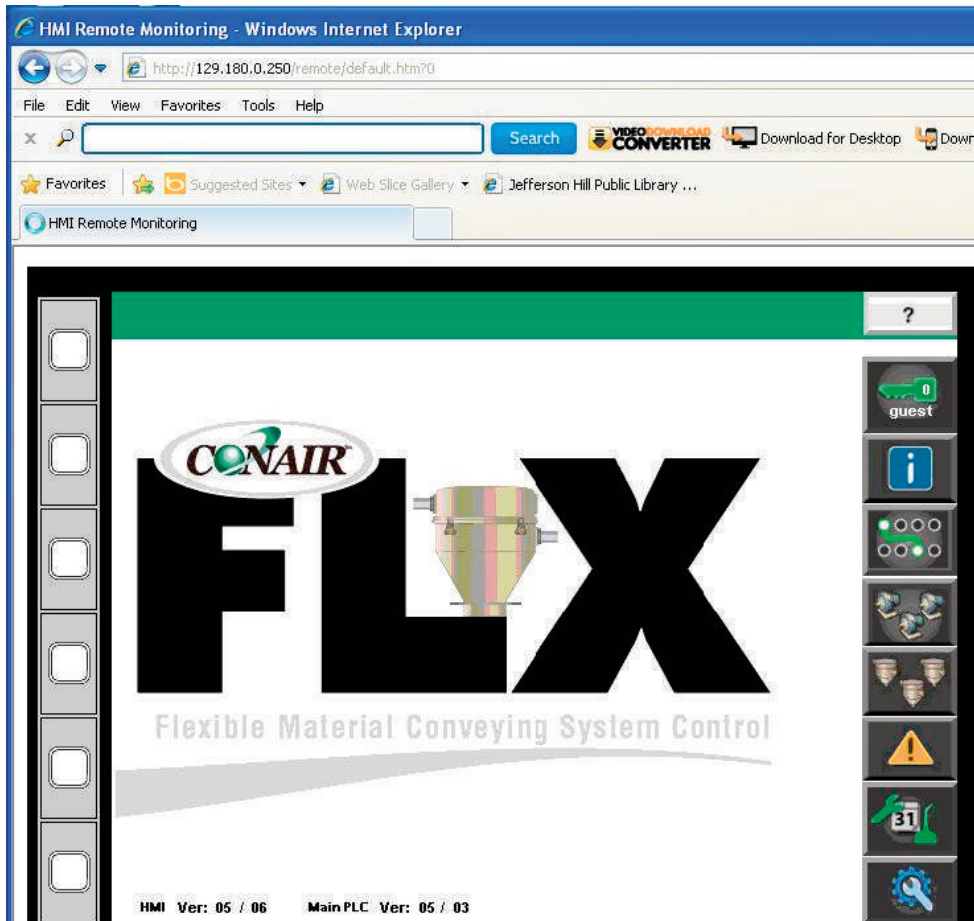 HMI Remote Monitoring - Windows Internet Explorer
http://129.180.0.250/remote/default.htm?0
File Edit View Favorites Tools Help
x Search VIDEO DOWNLOAD CONVERTER Download for Desktop Down
Favorites Suggested Sites Web Slice Gallery Jefferson Hill Public Library ...
HMI Remote Monitoring
?
0
guest
CONAIR
FLX
i
Flexible Material Conveying System Control
31
HMI Ver: 05 / 06 Main PLC Ver: 05 / 03